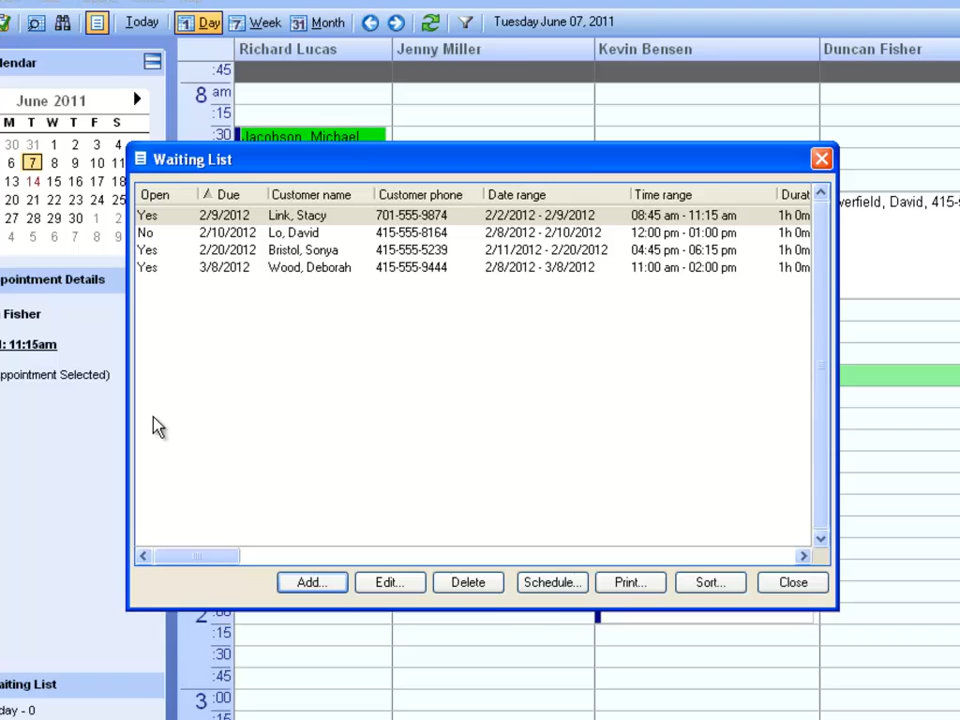 Today Day Week Month Tuesday June 07, 2011
lendar
Richard Lucas Jenny Miller Kevin Bensen Duncan Fisher
June 2011
M T W T F S
30 31 1 2 3 4
6 7 8 9 10 11
13 14 15 16 17 18
20 21 22 23 24 25
27 28 29 30 1 2
4 5 6 7 8 9
:45
8 am
:15
:30
Jacobson, Michael
Waiting List
Open Due Customer name Customer phone Date range Time range Durat
Yes 2/9/2012 Link, Stacy 701-555-9874 2/2/2012 - 2/9/2012 08:45 am - 11:15 am 1h 0m
No 2/10/2012 Lo, David 415-555-8164 2/8/2012 - 2/10/2012 12:00 pm - 01:00 pm 1h 0m
Yes 2/20/2012 Bristol, Sonya 415-555-5239 2/11/2012 - 2/20/2012 04:45 pm - 06:15 pm 1h 0m
Yes 3/8/2012 Wood, Deborah 415-555-9444 2/8/2012 - 3/8/2012 11:00 am - 02:00 pm 1h 0m
verfield, David, 415-5
pointment Details
Fisher
: 11:15am
ppointment Selected)
Add... Edit... Delete Schedule... Print... Sort... Close
2 :00
:15
:30
:45
3 :00
:15
aiting List
day - 0